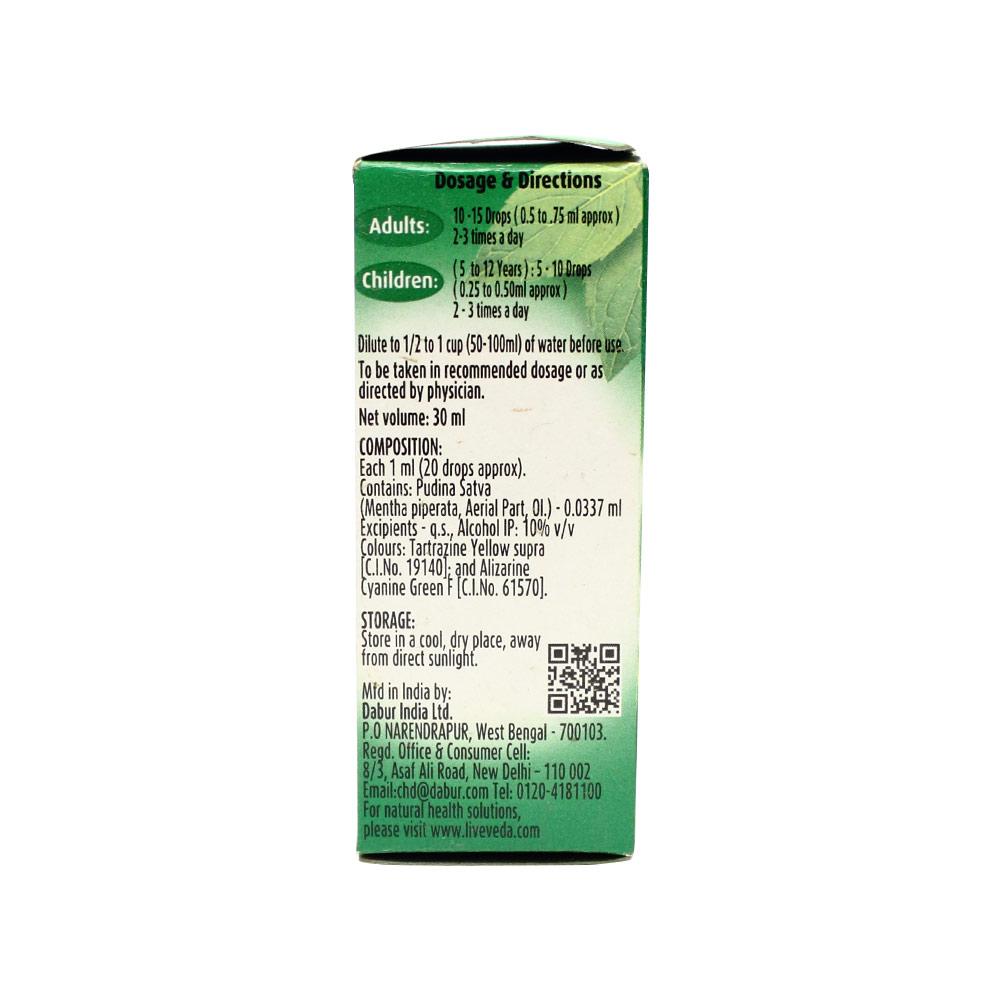 Dosage & Directions
Adults: 10 -15 Drops ( 0.5 to .75 ml approx )
2-3 times a day
Children: ( 5 to 12 Years ) : 5 - 10 Drops
( 0.25 to 0.50ml approx )
2 - 3 times a day
Dilute to 1/2 to 1 cup (50-100ml) of water before use.
To be taken in recommended dosage or as
directed by physician.
Net volume: 30 ml
COMPOSITION:
Each 1 ml (20 drops approx).
Contains: Pudina Satva
(Mentha piperata, Aerial Part, Ol.) - 0.0337 ml
Excipients - q.s., Alcohol IP: 10% v/v
Colours: Tartrazine Yellow supra
[C.I.No. 19140]; and Alizarine
Cyanine Green F [C.I.No. 61570].
STORAGE:
Store in a cool, dry place, away
from direct sunlight.
Mfd in India by:
Dabur India Ltd.
P.O NARENDRAPUR, West Bengal - 700103.
Regd. Office & Consumer Cell:
8/3, Asaf Ali Road, New Delhi – 110 002
Email:chd@dabur.com Tel: 0120-4181100
For natural health solutions,
please visit www.liveveda.com